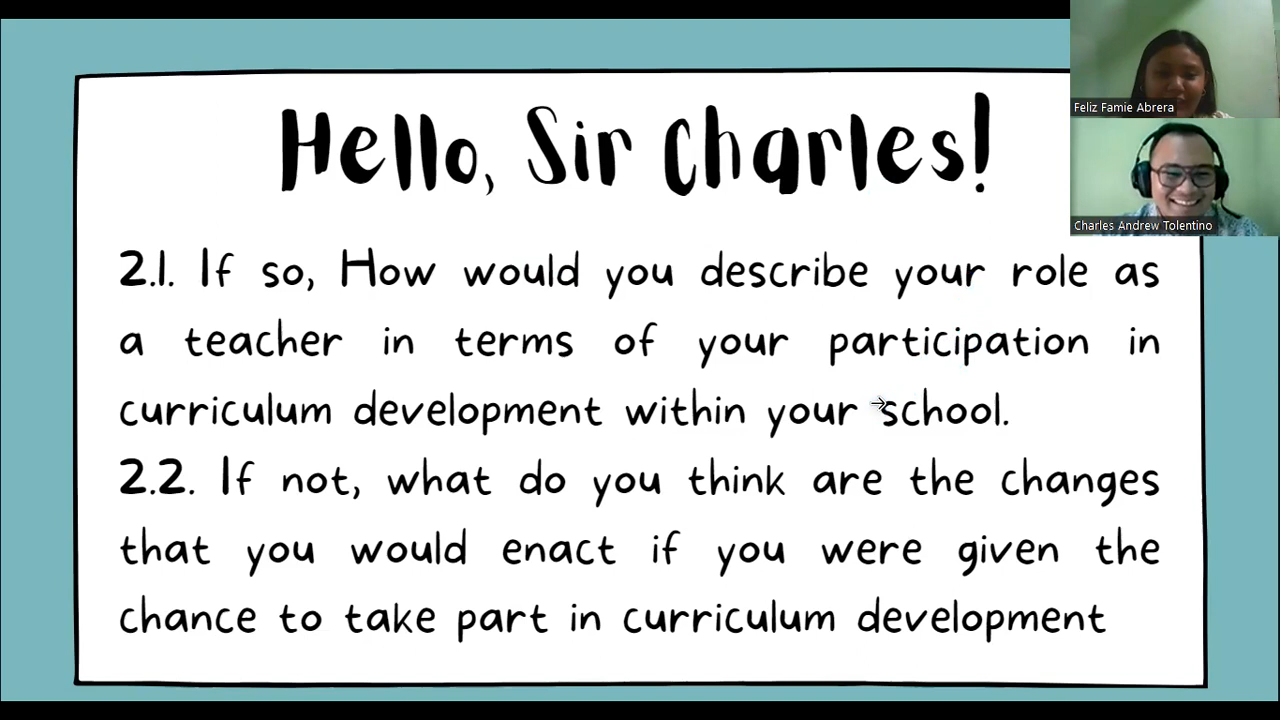 Hello, Sir Charles!
Feliz Famie Abrera
Charles Andrew Tolentino
2.1. If so, How would you describe your role as
a teacher in terms of your participation in
curriculum development within your school.
2.2. If not, what do you think are the changes
that you would enact if you were given the
chance to take part in curriculum development